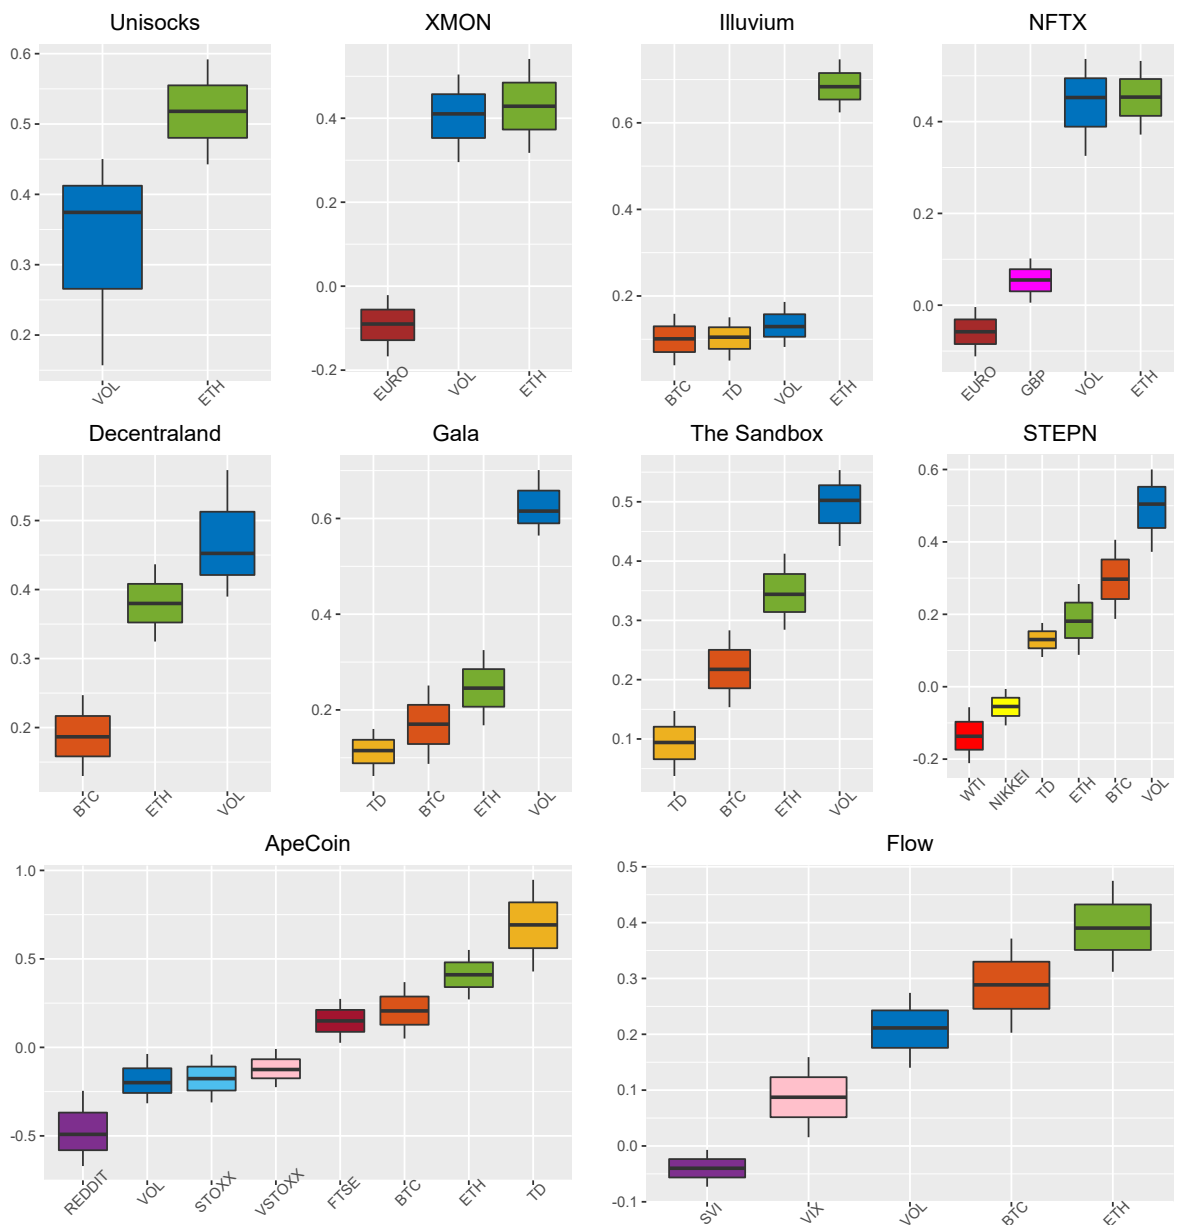 Unisocks
XMON
Illuvium
NFTX
0.6
0.5
0.4
0.3
0.2
VOL
ETH
0.4
0.2
0.0
-0.2
EURO
VOL
ETH
0.6
0.4
0.2
BTC
TD
VOL
ETH
0.4
0.2
0.0
EURO
GBP
VOL
ETH
Decentraland
Gala
The Sandbox
STEPN
0.5
0.4
0.3
0.2
BTC
ETH
VOL
0.6
0.4
0.2
TD
BTC
ETH
VOL
0.5
0.4
0.3
0.2
0.1
TD
BTC
ETH
VOL
0.6
0.4
0.2
0.0
-0.2
WTI
NIKKEI
TD
ETH
BTC
VOL
ApeCoin
Flow
1.0
0.5
0.0
-0.5
REDDIT
VOL
STOXX
VSTOXX
FTSE
BTC
ETH
TD
0.5
0.4
0.3
0.2
0.1
0.0
-0.1
SVI
VIX
VOL
BTC
ETH